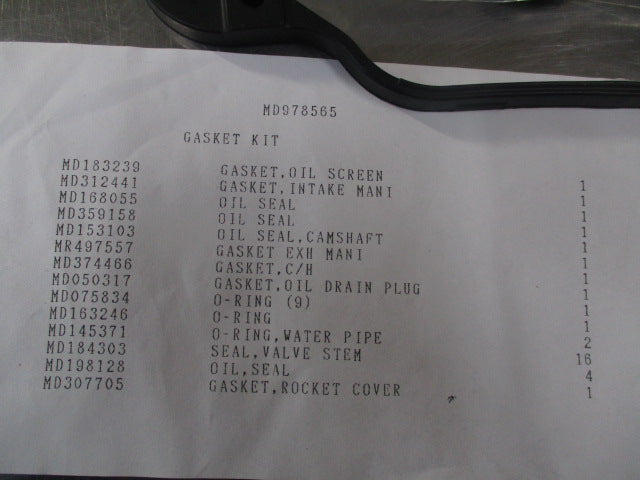 MD978565
GASKET KIT
MD183239 GASKET,OIL SCREEN 1
MD312441 GASKET,INTAKE MANI 1
MD168055 OIL SEAL 1
MD359158 OIL SEAL 1
MD153103 OIL SEAL,CAMSHAFT 1
MR497557 GASKET EXH MANI 1
MD374466 GASKET,C/H 1
MD050317 GASKET,OIL DRAIN PLUG 1
MD075834 O-RING (9) 1
MD163246 O-RING 1
MD145371 O-RING,WATER PIPE 2
MD184303 SEAL,VALVE STEM 16
MD198128 OIL,SEAL 4
MD307705 GASKET,ROCKET COVER 1